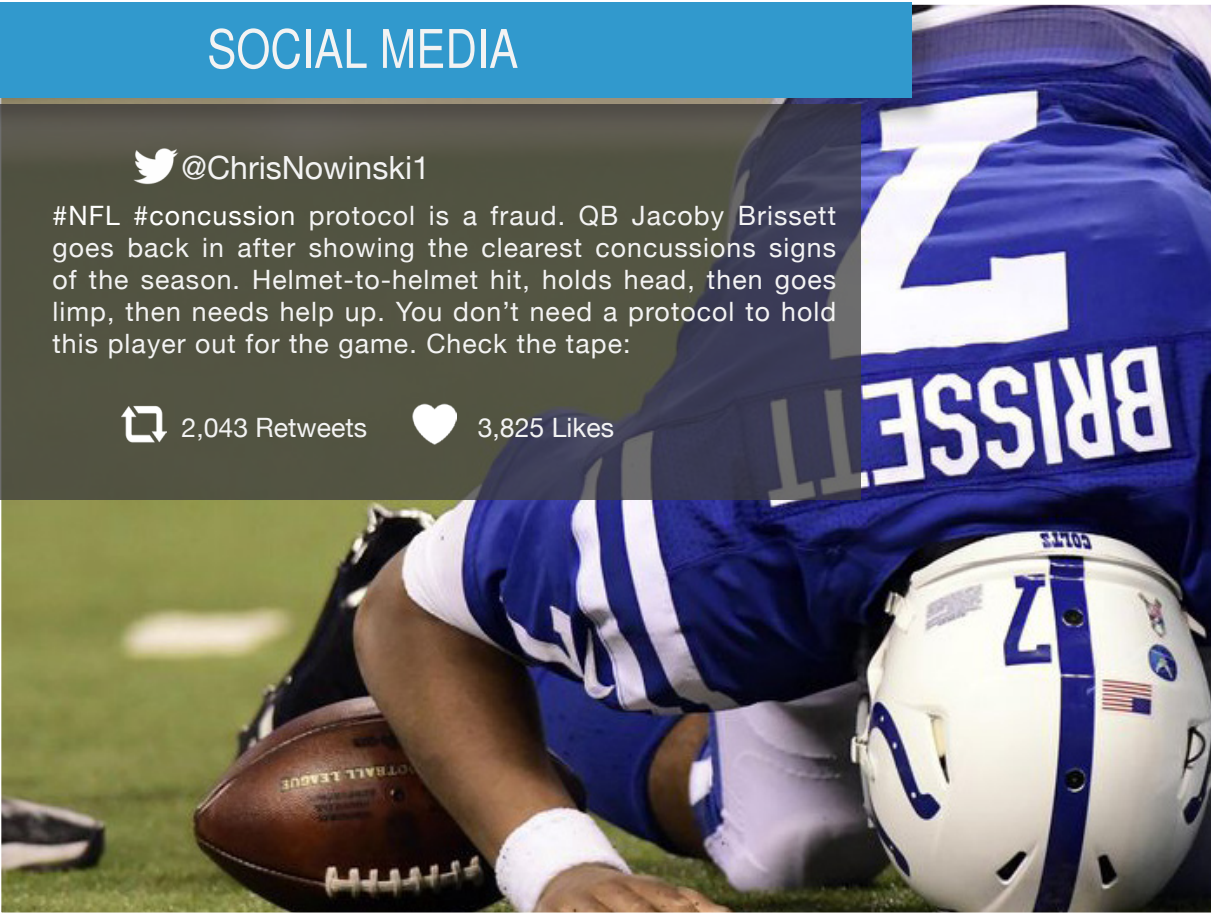 SOCIAL MEDIA
@ChrisNowinski1
#NFL #concussion protocol is a fraud. QB Jacoby Brissett
goes back in after showing the clearest concussions signs
of the season. Helmet-to-helmet hit, holds head, then goes
limp, then needs help up. You don’t need a protocol to hold
this player out for the game. Check the tape:
2,043 Retweets
3,825 Likes
7
BRISSETT
COLTS
7
OOTBALL LEAGUE